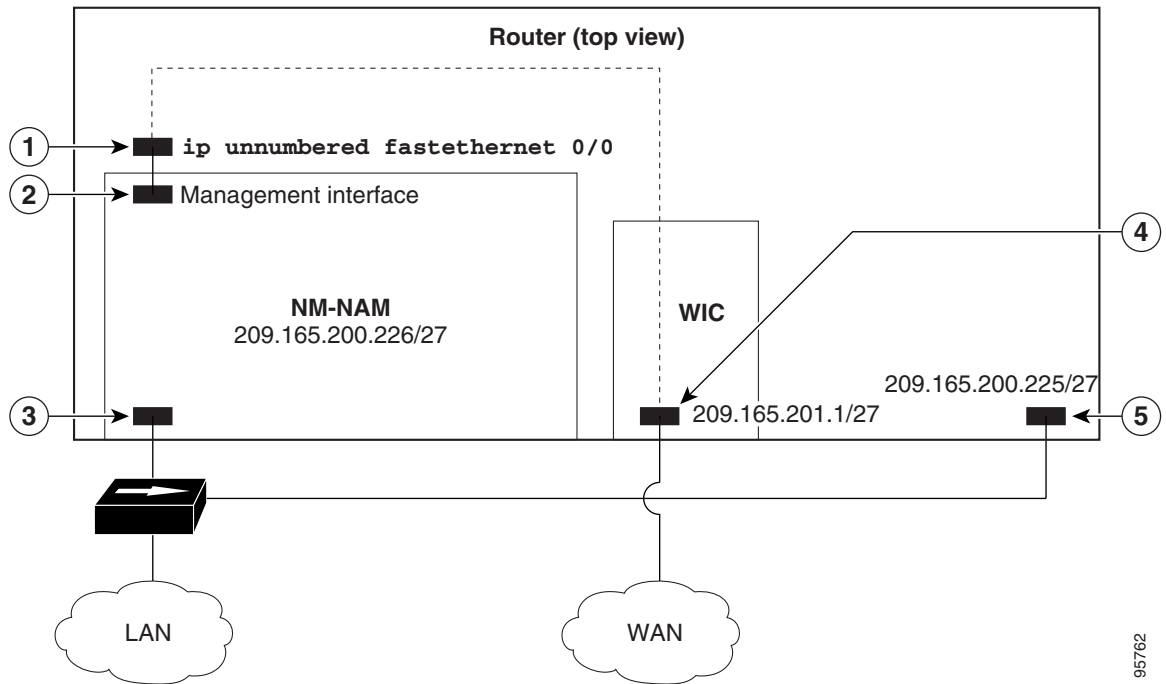 Router (top view)
1
ip unnumbered fastethernet 0/0
2
Management interface
4
NM-NAM
209.165.200.226/27
WIC
209.165.200.225/27
3
209.165.201.1/27
5
LAN
WAN
95762